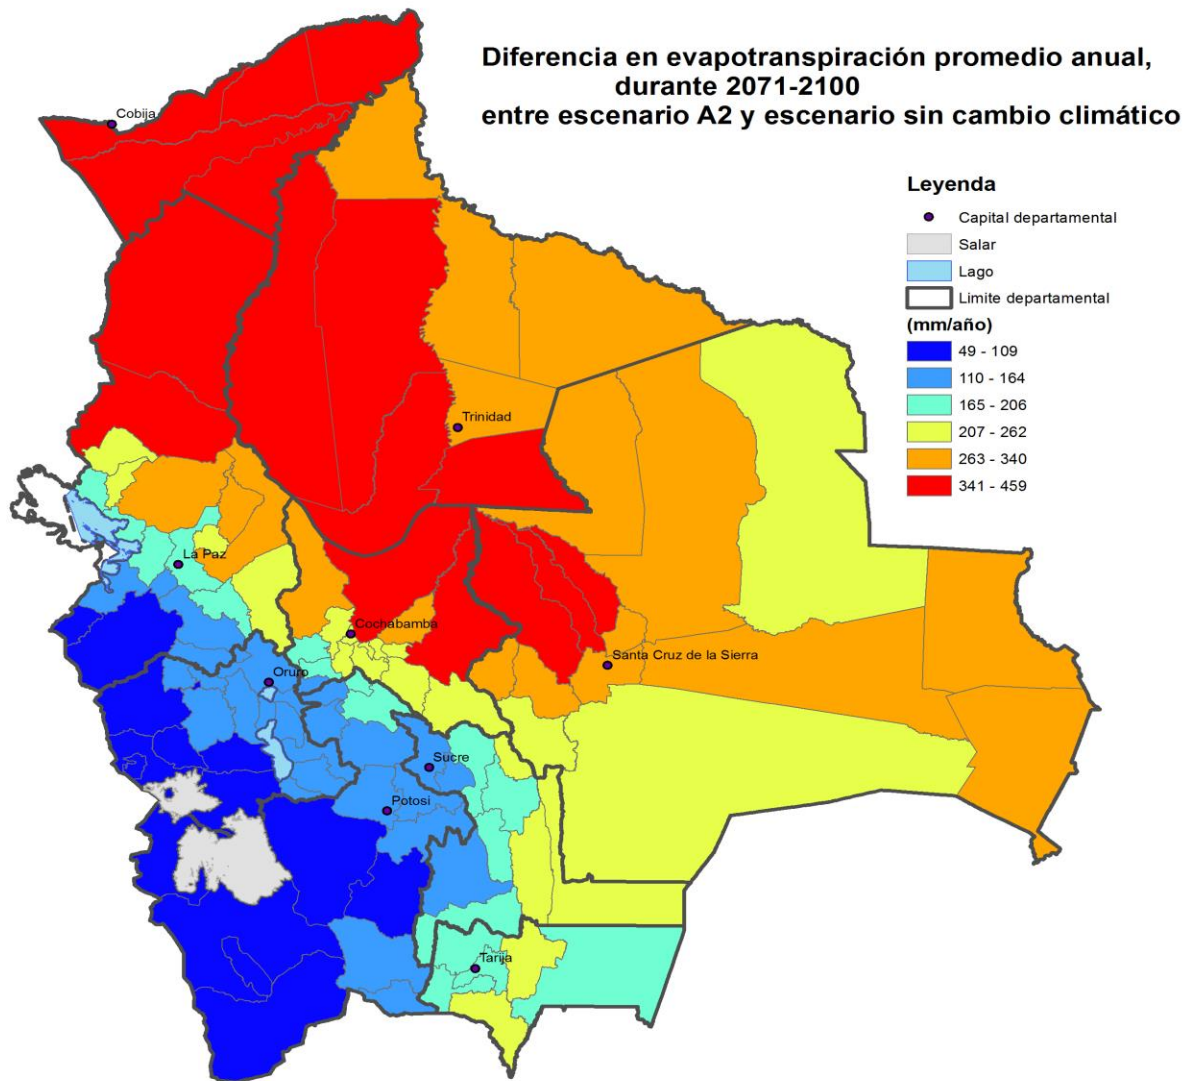 Diferencia en evapotranspiración promedio anual,
durante 2071-2100
entre escenario A2 y escenario sin cambio climático
Leyenda
Capital departamental
Salar
Lago
Limite departamental
(mm/año)
49 - 109
110 - 164
165 - 206
207 - 262
263 - 340
341 - 459
Cobija
Trinidad
La Paz
Cochabamba
Santa Cruz de la Sierra
Oruro
Sucre
Potosi
Tarija